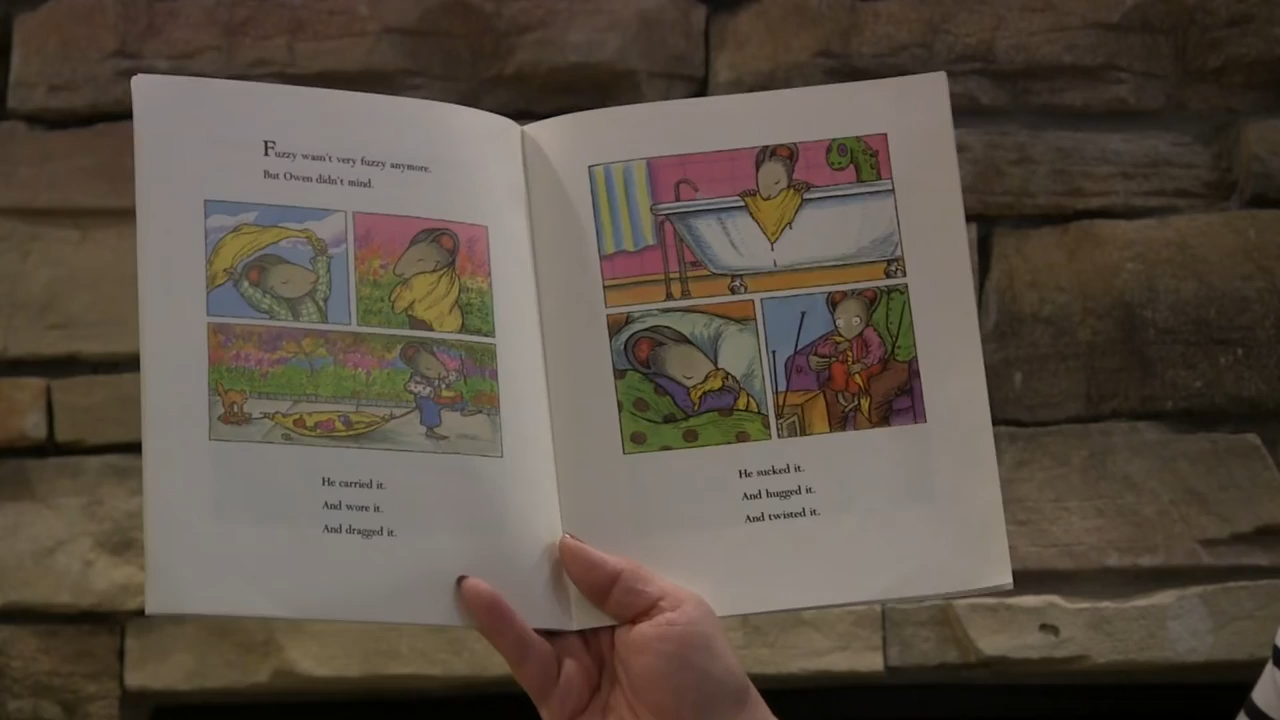 Fuzzy wasn't very fuzzy anymore.
But Owen didn't mind.
He carried it.
And wore it.
And dragged it.
He sucked it.
And hugged it.
And twisted it.